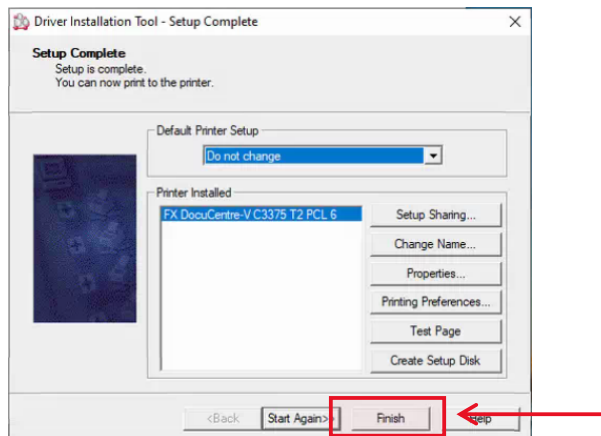 Driver Installation Tool - Setup Complete
Setup Complete
Setup is complete.
You can now print to the printer.
Default Printer Setup
Do not change
Printer Installed
FX DocuCentre-V C3375 T2 PCL 6
Setup Sharing...
Change Name...
Properties...
Printing Preferences...
Test Page
Create Setup Disk
<Back
Start Again>>
Finish
Help